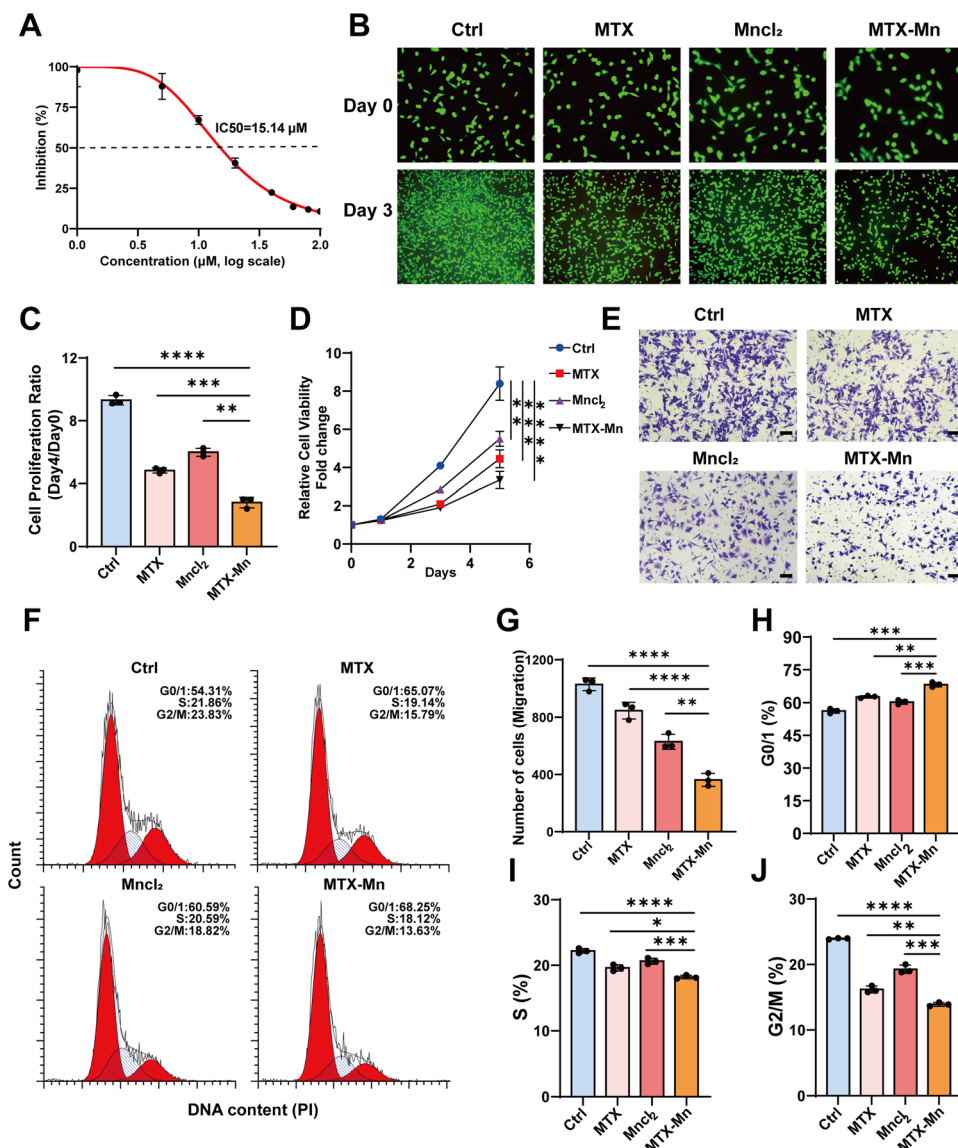 A
Inhibition (%)
100
75
50
25
0
IC50=15.14 μM
0.0 0.5 1.0 1.5 2.0
Concentration (μM, log scale)
B
Ctrl MTX Mncl₂ MTX-Mn
Day 0
Day 3
C
Cell Proliferation Ratio
(Day4/Day0)
12
8
4
0
****
***
**
Ctrl MTX Mncl₂ MTX-Mn
D
Relative Cell Viability
Fold change
10
8
6
4
2
0
0 2 4 6
Days
Ctrl
MTX
Mncl₂
MTX-Mn
**
***
****
E
Ctrl MTX
Mncl₂ MTX-Mn
F
Count
Ctrl
G0/1:54.31%
S:21.86%
G2/M:23.83%
MTX
G0/1:65.07%
S:19.14%
G2/M:15.79%
Mncl₂
G0/1:60.59%
S:20.59%
G2/M:18.82%
MTX-Mn
G0/1:68.25%
S:18.12%
G2/M:13.63%
DNA content (PI)
G
Number of cells (Migration)
1200
800
400
0
****
****
**
Ctrl MTX Mncl₂ MTX-Mn
H
G0/1 (%)
90
75
60
45
30
15
0
***
**
***
Ctrl MTX Mncl 2 MTX-Mn
I
S (%)
30
20
10
0
****
*
***
Ctrl MTX Mncl₂ MTX-Mn
J
G2/M (%)
30
20
10
0
****
**
***
Ctrl MTX Mncl₂ MTX-Mn